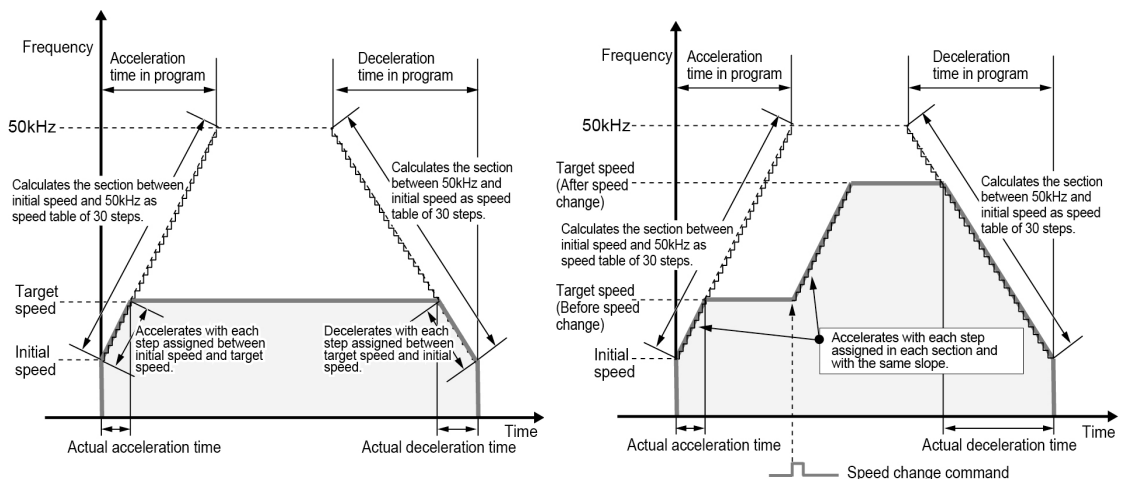 Frequency
Acceleration
time in program
Deceleration
time in program
50kHz
Calculates the section between
initial speed and 50kHz as
speed table of 30 steps.
Calculates the section
between 50kHz and
initial speed as speed
table of 30 steps.
Target
speed
Initial
speed
Accelerates with each
step assigned between
initial speed and target
speed.
Decelerates with each
step assigned between
target speed and initial
speed.
Time
Actual acceleration time
Actual deceleration time
Frequency
Acceleration
time in program
Deceleration
time in program
50kHz
Target speed
(After speed
change)
Calculates the section between
initial speed and 50kHz as
speed table of 30 steps.
Calculates the section
between 50kHz and
initial speed as speed
table of 30 steps.
Target speed
(Before speed
change)
Initial
speed
Accelerates with each step
assigned in each section and
with the same slope.
Time
Actual acceleration time
Actual deceleration time
Speed change command